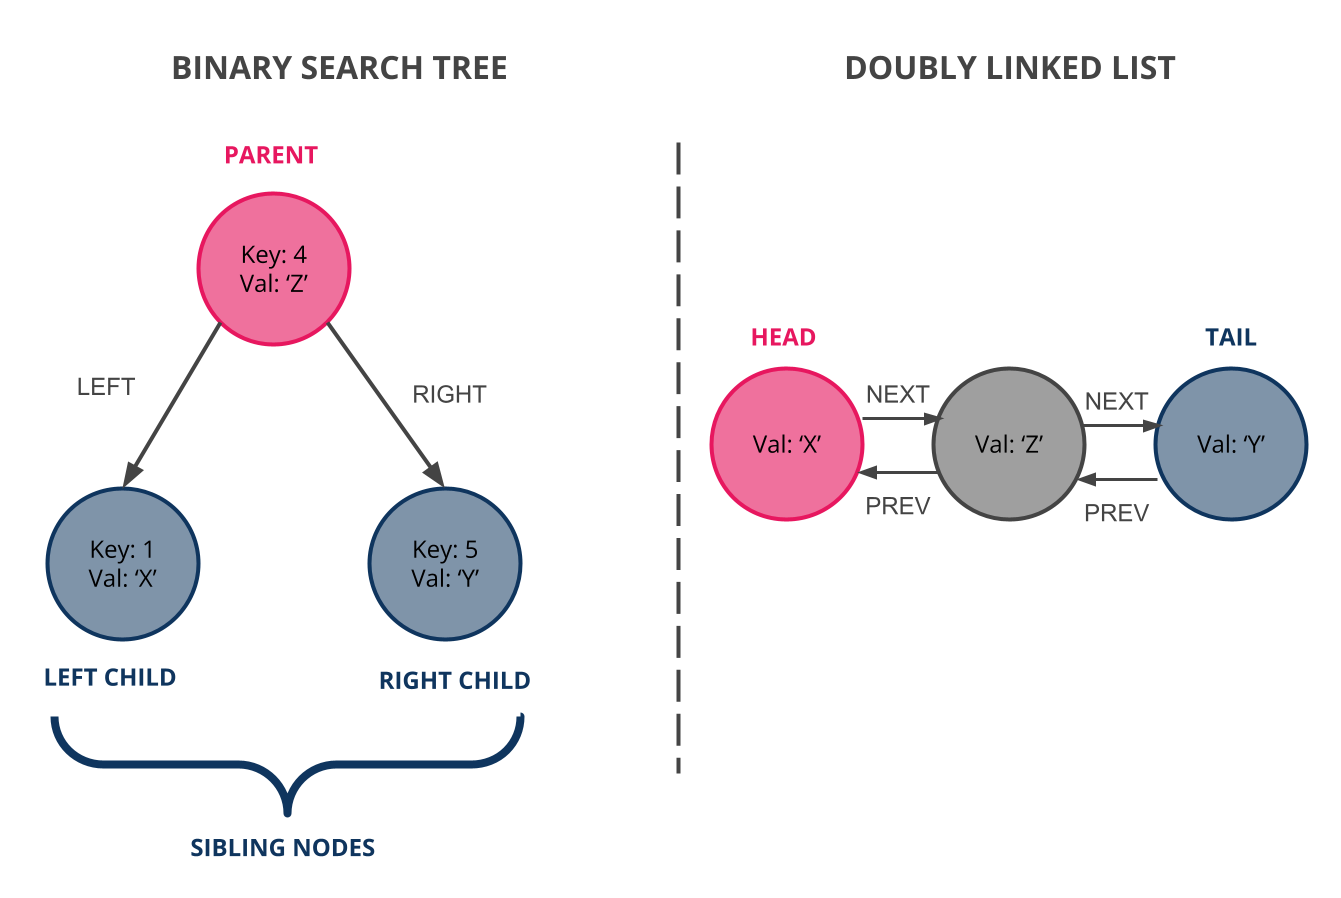 BINARY SEARCH TREE
PARENT
Key: 4
Val: ‘Z’
LEFT
RIGHT
Key: 1
Val: ‘X’
Key: 5
Val: ‘Y’
LEFT CHILD
RIGHT CHILD
SIBLING NODES
DOUBLY LINKED LIST
HEAD
TAIL
NEXT
NEXT
Val: ‘X’
Val: ‘Z’
Val: ‘Y’
PREV
PREV